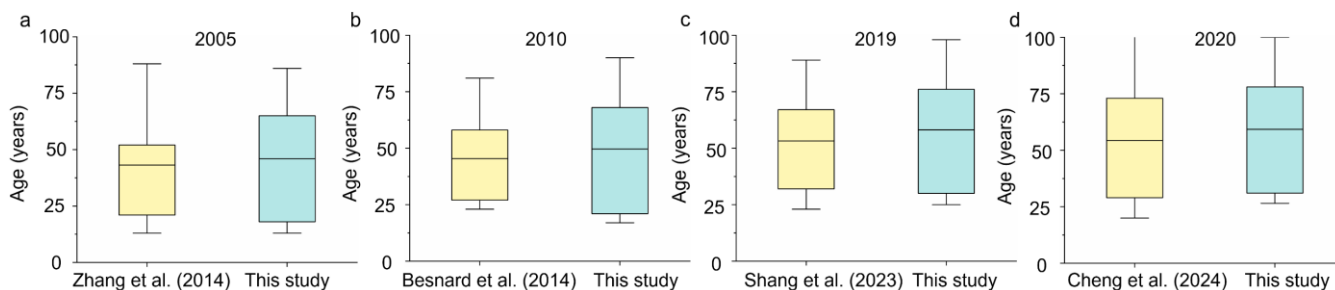 a
2005
Age (years)
100
75
50
25
0
Zhang et al. (2014) This study
b
2010
Age (years)
100
75
50
25
0
Besnard et al. (2014) This study
c
2019
Age (years)
100
75
50
25
0
Shang et al. (2023) This study
d
2020
Age (years)
100
75
50
25
0
Cheng et al. (2024) This study